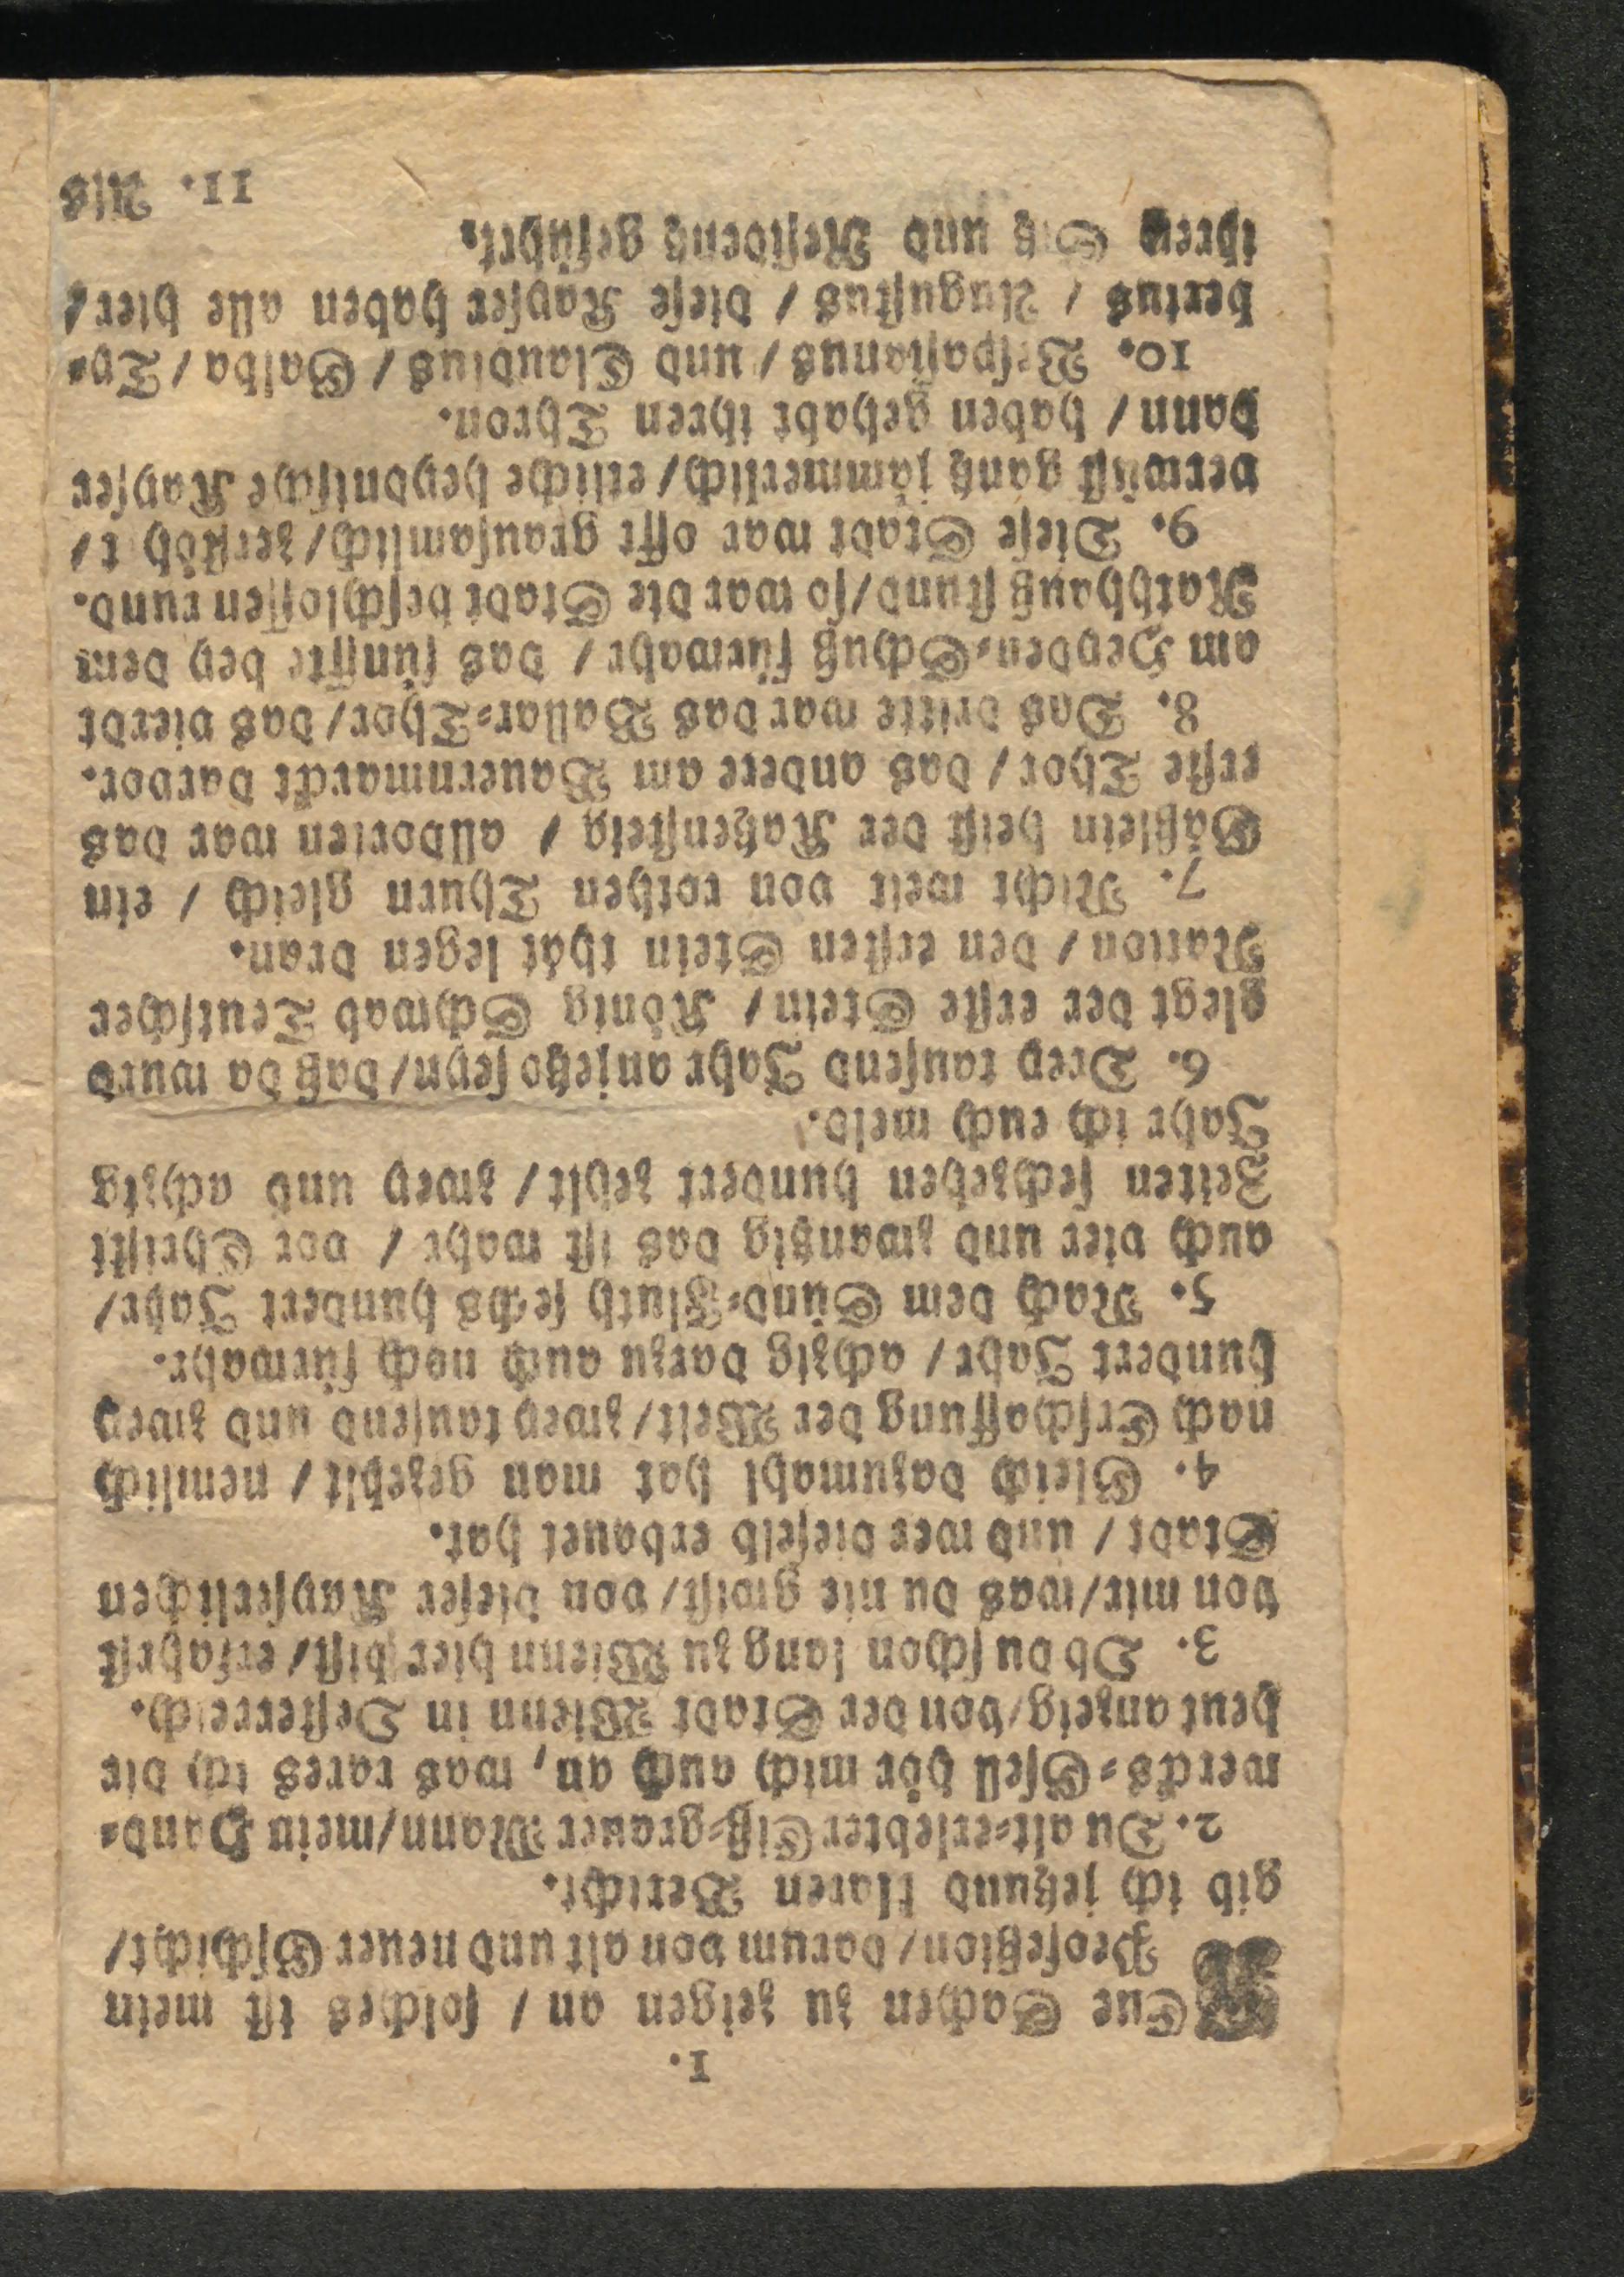 1.
NEue Sachen zu zeigen an / solches ist mein
Profeßion / darum von alt und neuer Gschicht /
gib ich jetzund klaren Bericht.
2. Du alt=erlebter Eiß=grauer Mann / mein Hand=
wercks=Gsell hör mich auch an, was rares ich dir
heut anzeig / von der Stadt Wienn in Oesterreich.
3. Ob du schon lang zu Wienn hier bist / erfahrst
von mir / was du nie gwist / von dieser Kayserlichen
Stadt / und wer dieselb erbauet hat.
4. Gleich dazumahl hat man gezehlt / nemlich
nach Erschaffung der Welt / zwey tausend und zwey
hundert Jahr / achzig darzu auch noch fürwahr.
5. Nach dem Sünd=Fluth sechs hundert Jahr /
auch vier und zwantzig das ist wahr / vor Christi
Zeiten sechzehen hundert zehlt / zwey und achzig
Jahr ich euch meld.
6. Drey tausend Jahr anjetzo seyn / daß da wurd
glegt der erste Stein / König Schwab Teutscher
Nation / den ersten Stein thät legen dran.
7. Nicht weit von rothen Thurn gleich / ein
Gäßlein heist der Katzensteig / alldorten war das
erste Thor / das andere am Bauernmarckt darvor.
8. Das dritte war das Pallar=Thor / das vierdt
am Heyden=Schuß fürwahr / das fünffte bey dem
Rathhauß stund / so war die Stadt beschlossen rund.
9. Diese Stadt war offt grausamlich / zerstöhrt /
verwüst gantz jämmerlich / etliche heydnische Kayser
dann / haben gehabt ihren Thron.
10. Vespasianus / und Claudius / Galba / Ty=
berius / Augustus / diese Kayser haben alle hier /
ihren Sitz und Residentz geführt.
11. Als